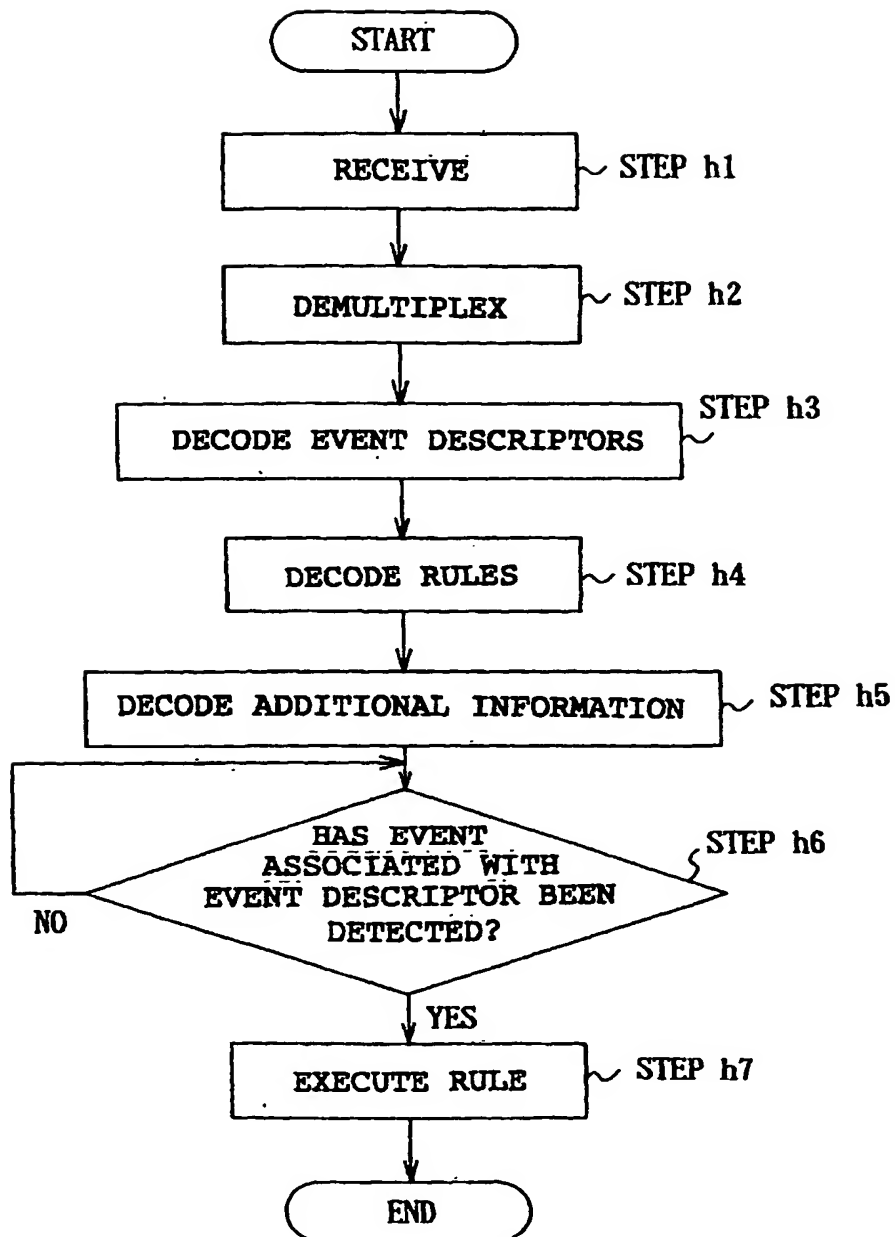 START
RECEIVE
STEP h1
DEMULTIPLEX
STEP h2
DECODE EVENT DESCRIPTORS
STEP h3
DECODE RULES
STEP h4
DECODE ADDITIONAL INFORMATION
STEP h5
HAS EVENT
ASSOCIATED WITH
EVENT DESCRIPTOR BEEN
DETECTED?
STEP h6
NO
YES
EXECUTE RULE
STEP h7
END